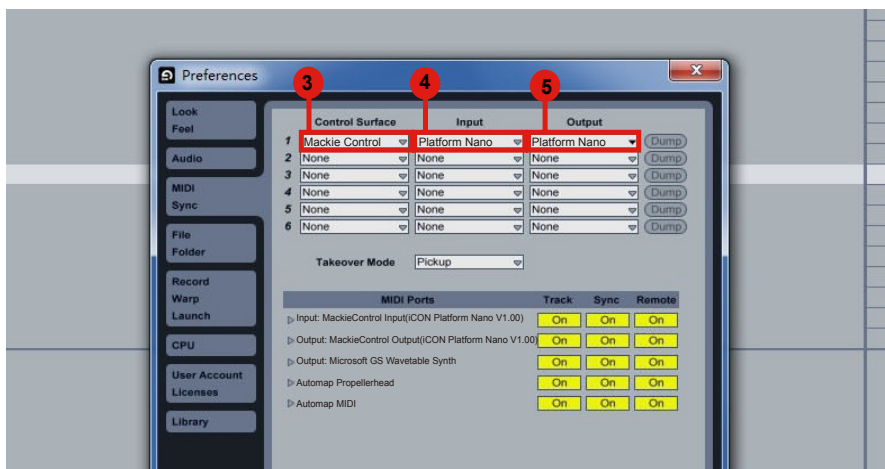 Preferences
3 4 5
Look
Feel
Audio
MIDI
Sync
File
Folder
Record
Warp
Launch
CPU
User Account
Licenses
Library
Control Surface Input Output
1 Mackie Control Platform Nano Platform Nano Dump
2 None None None Dump
3 None None None Dump
4 None None None Dump
5 None None None Dump
6 None None None Dump
Takeover Mode Pickup
MIDI Ports Track Sync Remote
Input: MackieControl Input(iCON Platform Nano V1.00) On On On
Output: MackieControl Output(iCON Platform Nano V1.00) On On On
Output: Microsoft GS Wavetable Synth On On On
Automap Propellerhead On On On
Automap MIDI On On On